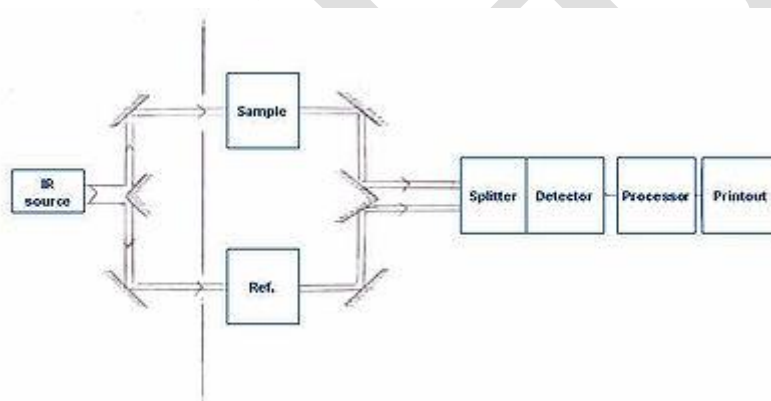 Sample
IR
source
Splitter Detector Processor Printout
Ref.